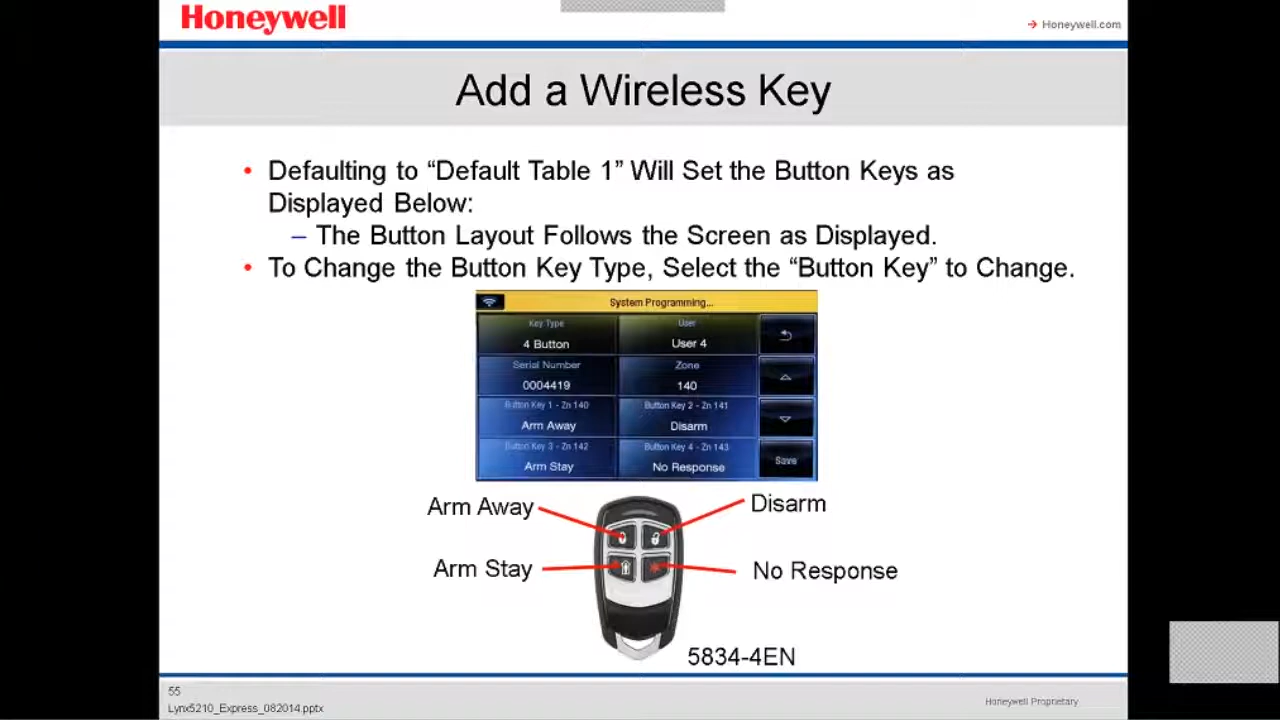 Honeywell
Honeywell.com
Add a Wireless Key
• Defaulting to “Default Table 1” Will Set the Button Keys as
Displayed Below:
– The Button Layout Follows the Screen as Displayed.
• To Change the Button Key Type, Select the “Button Key” to Change.
System Programming...
Key Type
User
4 Button
User 4
Serial Number
Zone
0004419
140
Button Key 1 - Zn 140
Button Key 2 - Zn 141
Arm Away
Disarm
Button Key 3 - Zn 142
Button Key 4 - Zn 143
Arm Stay
No Response
Save
Arm Away
Disarm
Arm Stay
No Response
5834-4EN
55
Lynx5210_Express_082014.pptx
Honeywell Proprietary